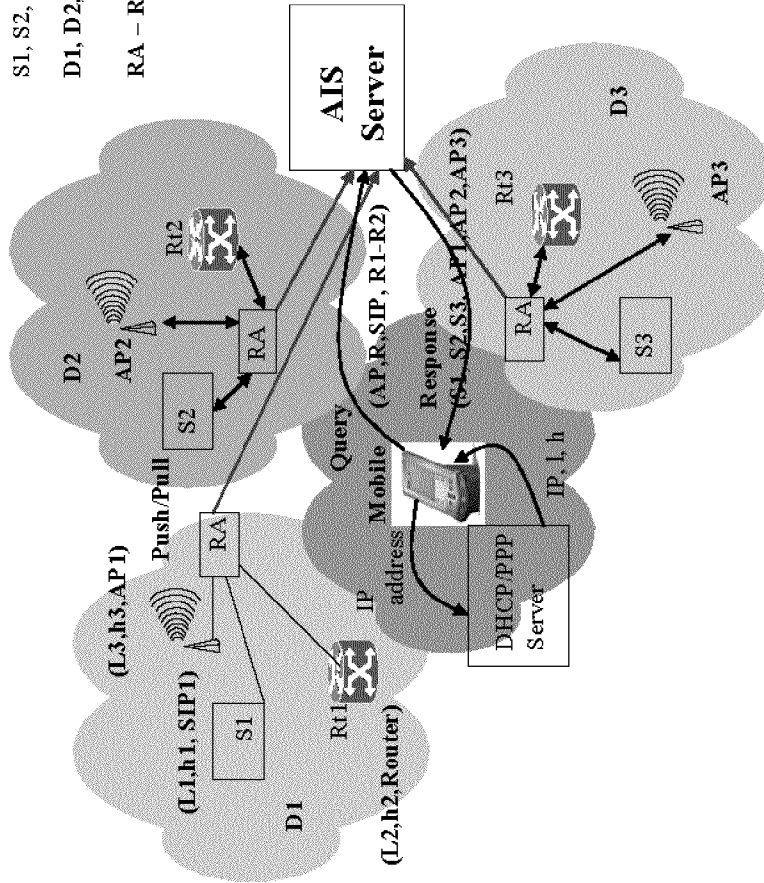 S1, S2,
D1, D2,
RA – R
AIS
Server
D2
AP2
Rt2
S2
RA
Push/Pull
(L3,h3,AP1)
RA
(L1,h1, SIP1)
S1
Rt1
D1
(L2,h2,Router)
Query
(AP,R,SIP, R1-R2)
Mobile
Response
(S1, S2,S3, AP1,AP2,AP3)
IP
address
DHCP/PPP
Server
IP, l, h
D3
Rt3
AP3
RA
S3